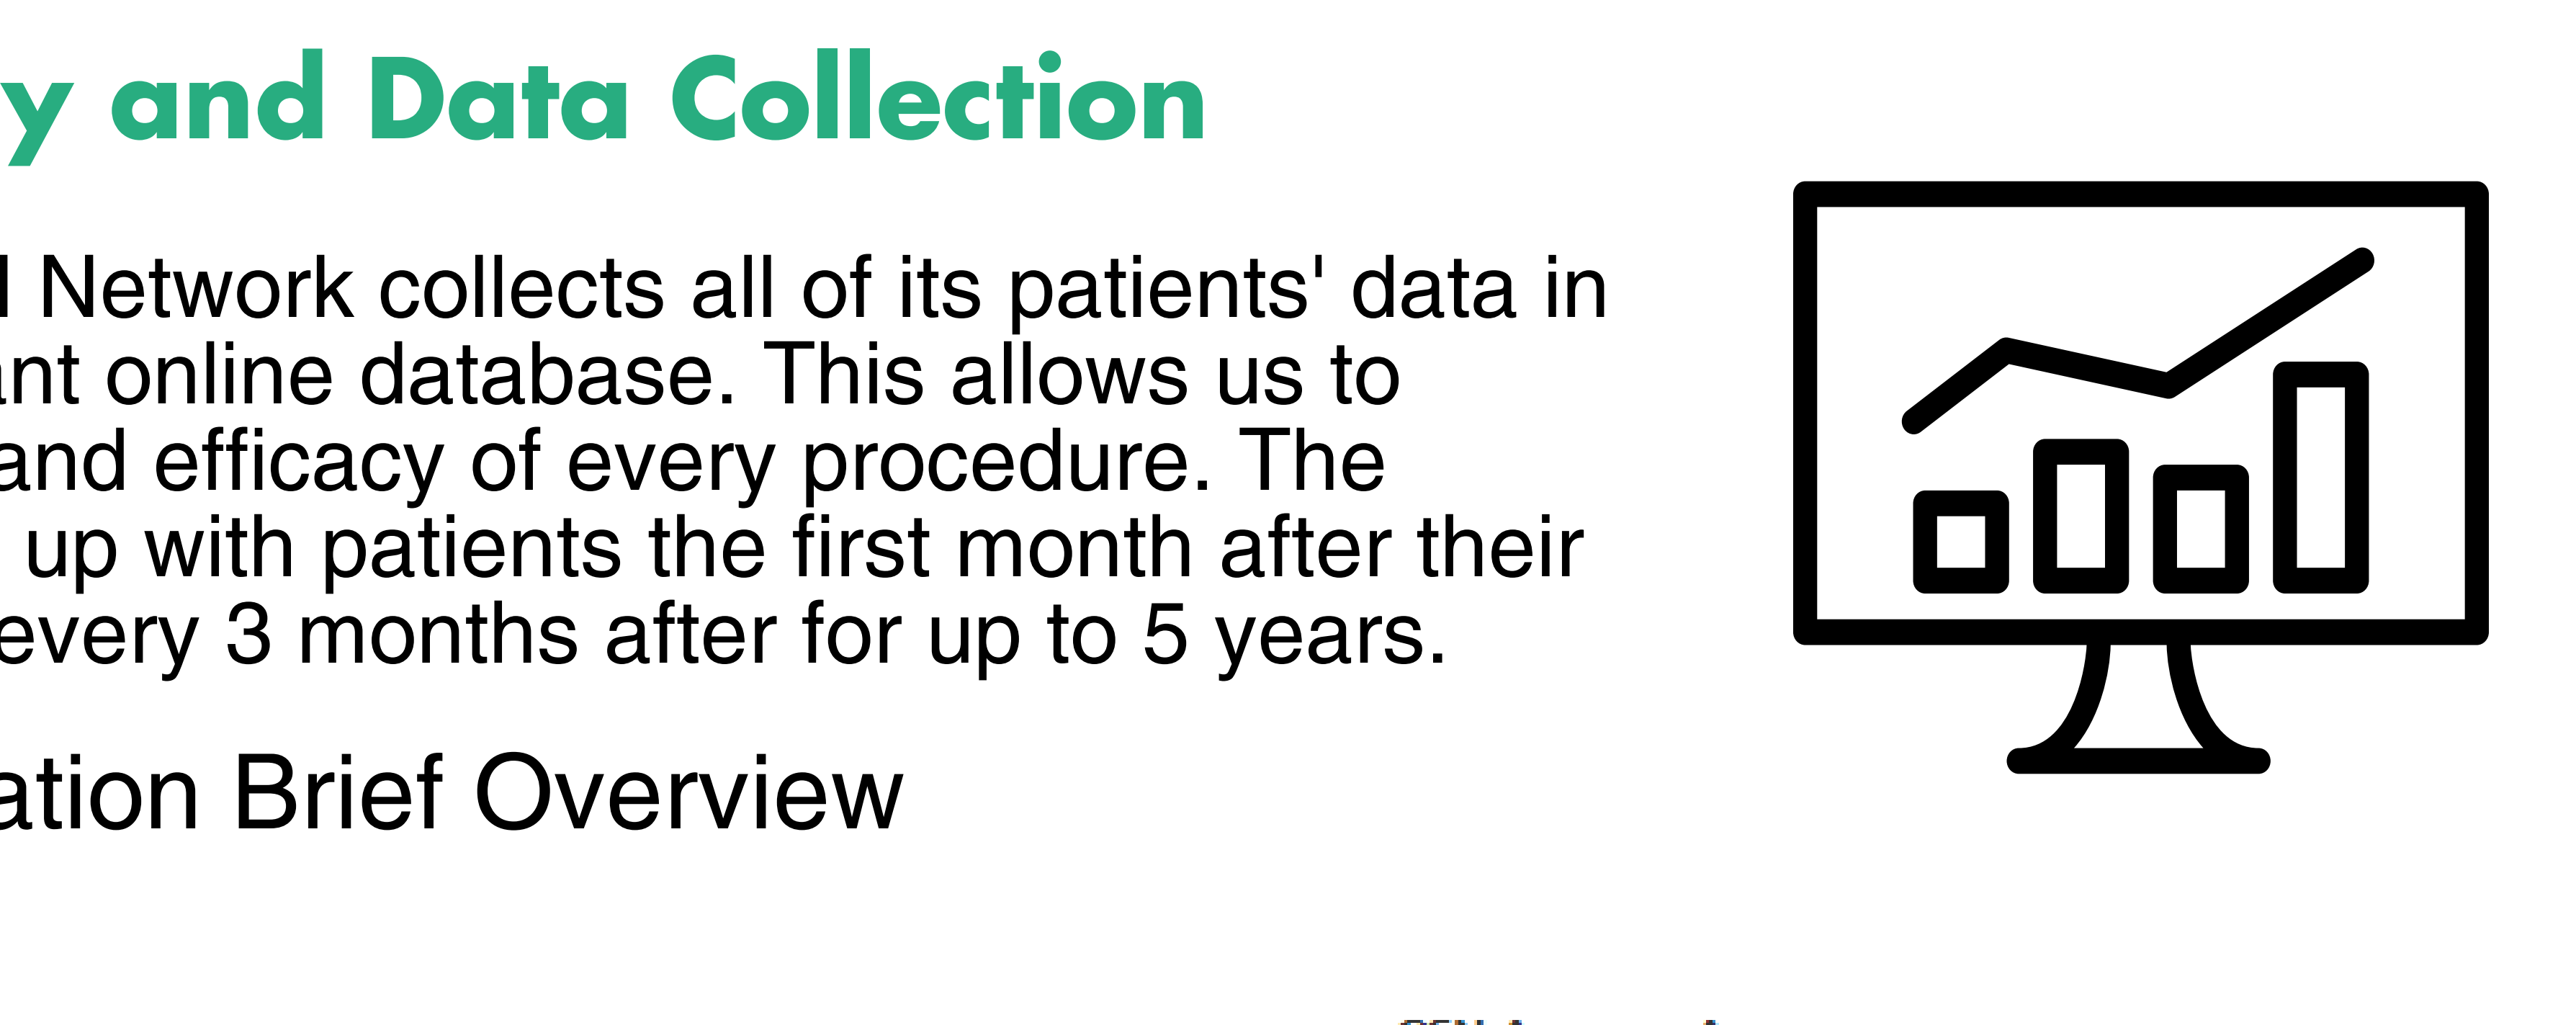 y and Data Collection
Network collects all of its patients' data in
ant online database. This allows us to
and efficacy of every procedure. The
up with patients the first month after their
every 3 months after for up to 5 years.
ation Brief Overview